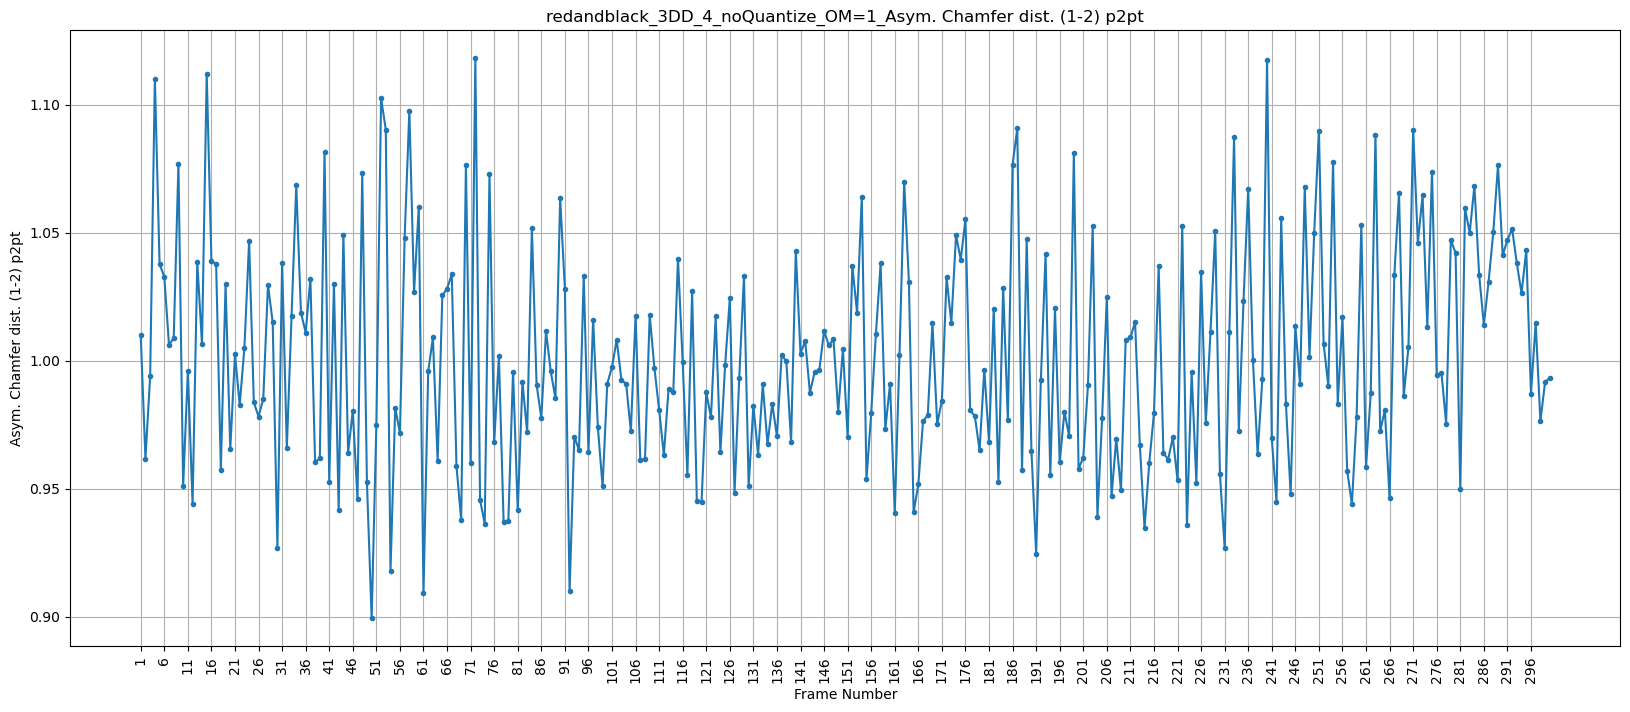 redandblack_3DD_4_noQuantize_OM=1_Asym. Chamfer dist. (1-2) p2pt
Asym. Chamfer dist. (1-2) p2pt
1.10
1.05
1.00
0.95
0.90
1 6 11 16 21 26 31 36 41 46 51 56 61 66 71 76 81 86 91 96 101 106 111 116 121 126 131 136 141 146 151 156 161 166 171 176 181 186 191 196 201 206 211 216 221 226 231 236 241 246 251 256 261 266 271 276 281 286 291 296
Frame Number